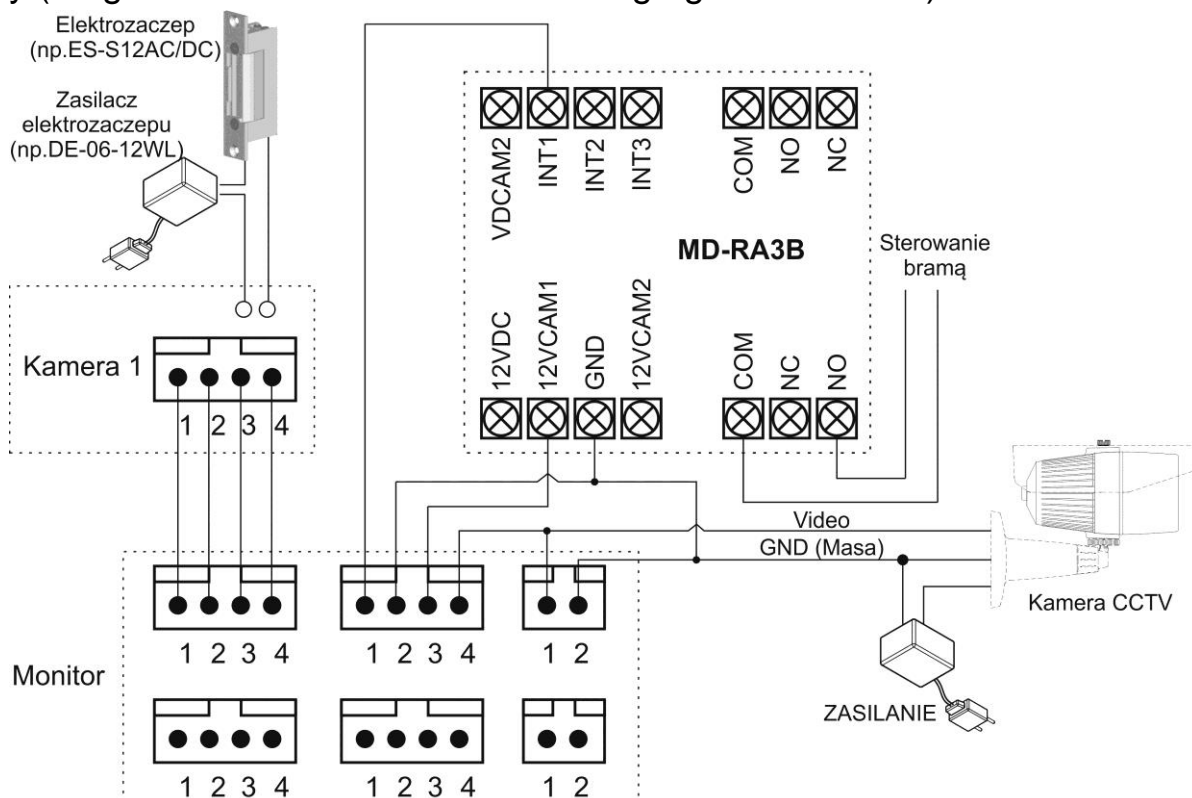 Elektrozaczep
(np.ES-S12AC/DC)
Zasilacz
elektrozaczepu
(np.DE-06-12WL)
VDCAM2
INT1
INT2
INT3
COM
NO
NC
MD-RA3B
Sterowanie
bramą
12VDC
12VCAM1
GND
12VCAM2
COM
NC
NO
Kamera 1
1 2 3 4
Video
GND (Masa)
Kamera CCTV
1 2 3 4
1 2 3 4
1 2
Monitor
ZASILANIE
1 2 3 4
1 2 3 4
1 2